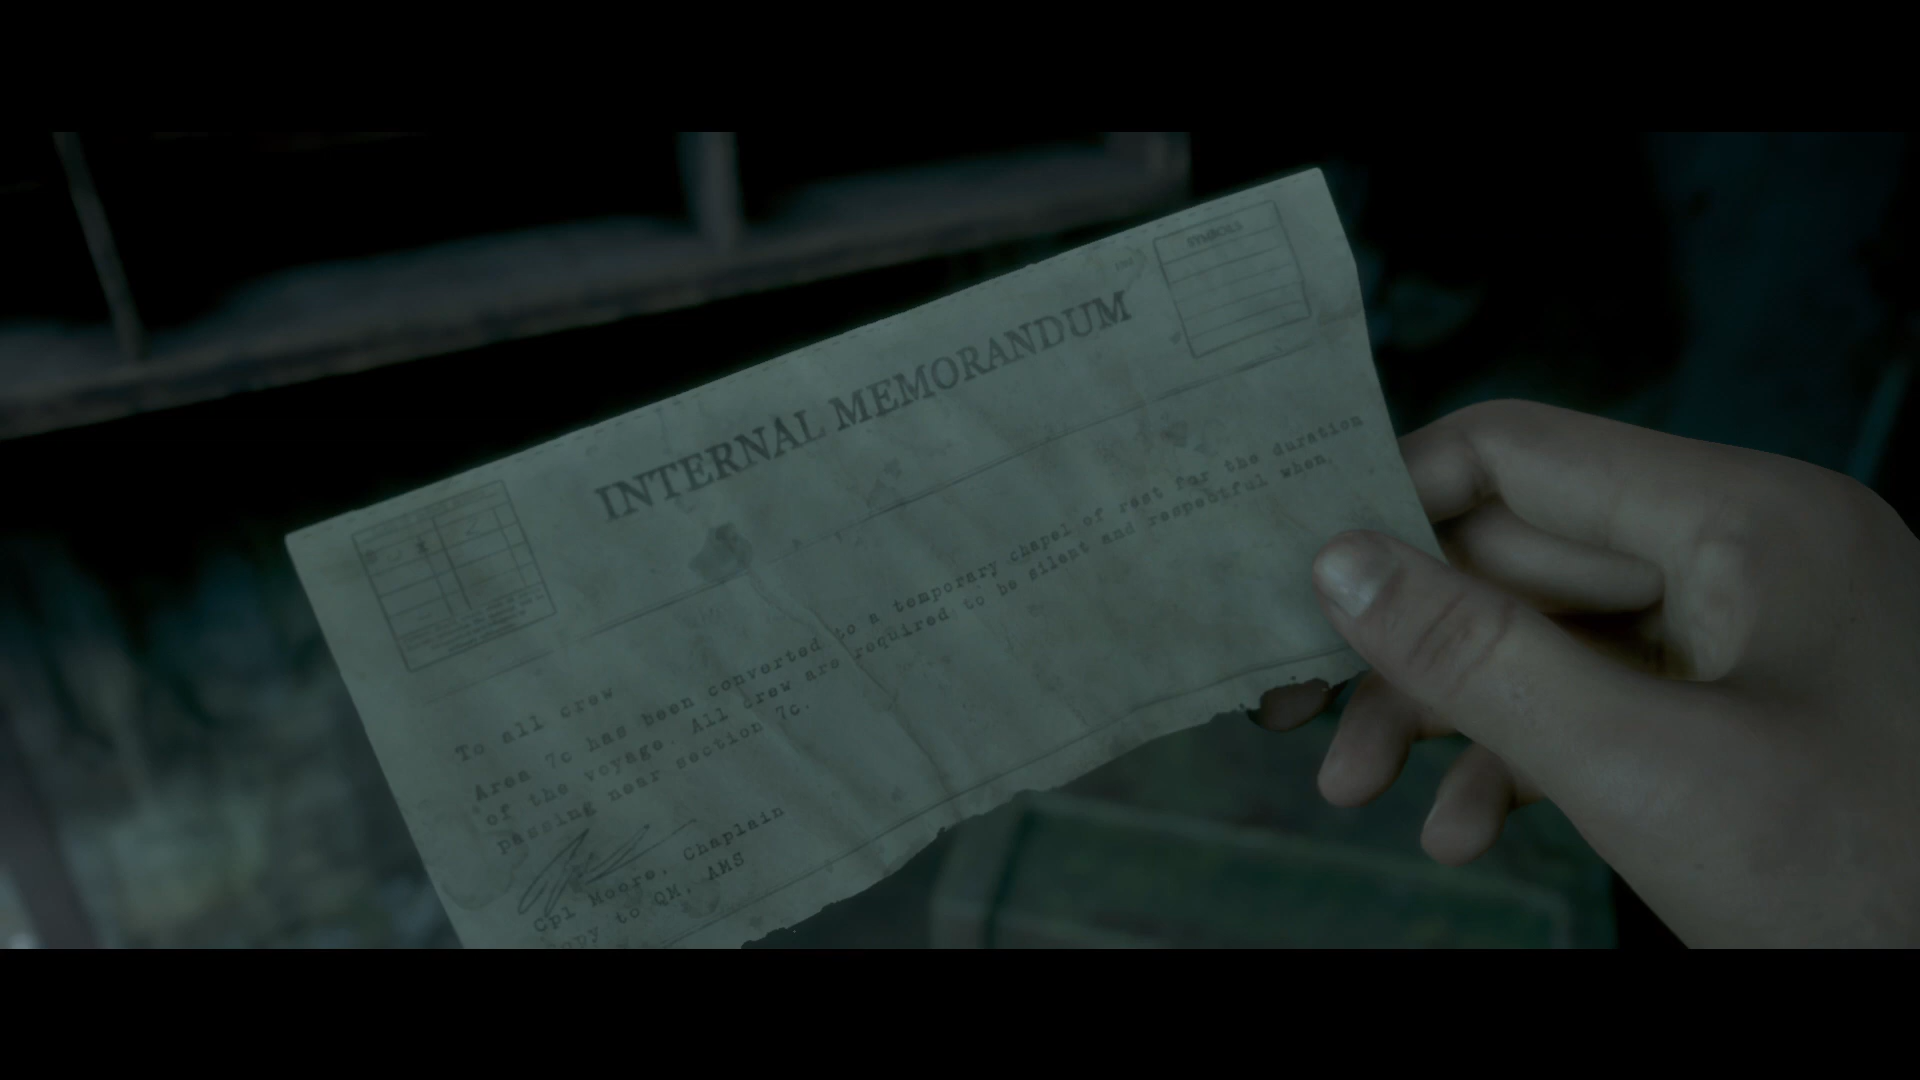 INTERNAL MEMORANDUM
To all crew
Area 7c has been converted to a temporary chapel of rest for the duration
of the voyage. All crew are required to be silent and respectful when
passing near section 7c.
Cpl Moore, Chaplain
to QM, AMS